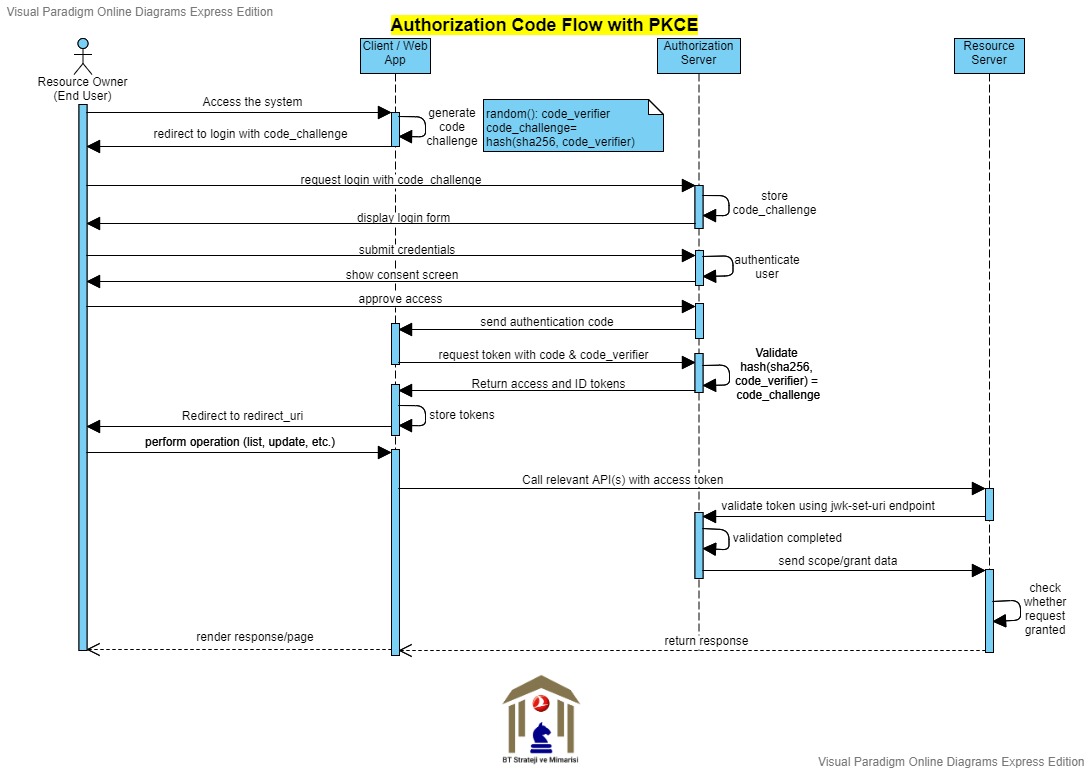 Visual Paradigm Online Diagrams Express Edition
Authorization Code Flow with PKCE
Resource Owner
(End User)
Client / Web
App
Authorization
Server
Resource
Server
Access the system
generate
code
challenge
random(): code_verifier
code_challenge=
hash(sha256, code_verifier)
redirect to login with code_challenge
request login with code_challenge
store
code_challenge
display login form
submit credentials
authenticate
user
show consent screen
approve access
send authentication code
request token with code & code_verifier
Validate
hash(sha256,
code_verifier) =
code_challenge
Return access and ID tokens
store tokens
Redirect to redirect_uri
perform operation (list, update, etc.)
Call relevant API(s) with access token
validate token using jwk-set-uri endpoint
validation completed
send scope/grant data
check
whether
request
granted
return response
render response/page
BT Strateji ve Mimarisi
Visual Paradigm Online Diagrams Express Edition